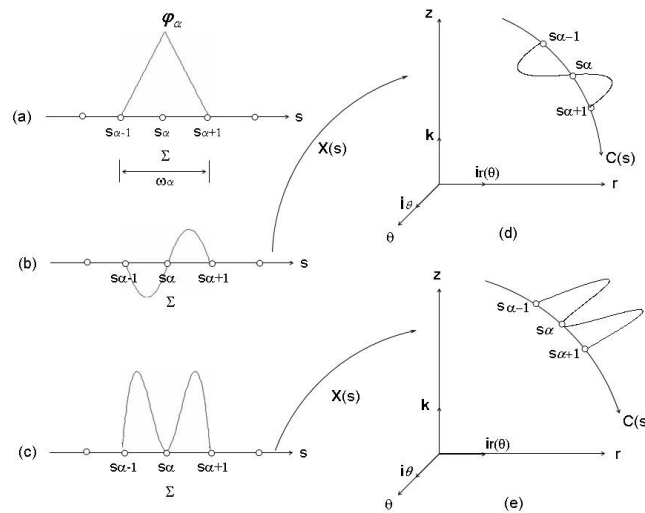 φα
(a)
sα-1 sα sα+1 s
Σ
ωα
(b)
sα-1 sα sα+1 s
Σ
(c)
sα-1 sα sα+1 s
Σ
X(s)
X(s)
z
sα-1
sα
sα+1
k
C(s)
ir(θ)
r
iθ
θ
(d)
z
sα-1
sα
sα+1
k
C(s
ir(θ)
r
iθ
θ
(e)